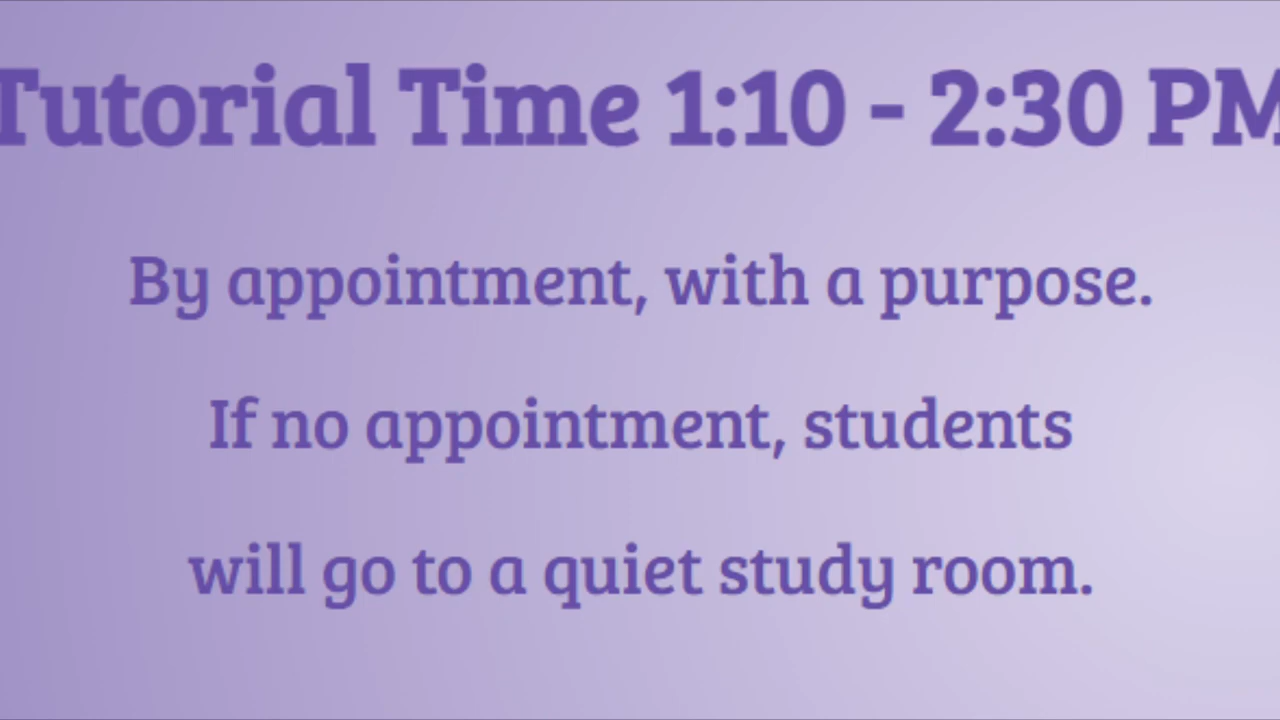 Tutorial Time 1:10 - 2:30 PM
By appointment, with a purpose.
If no appointment, students
will go to a quiet study room.